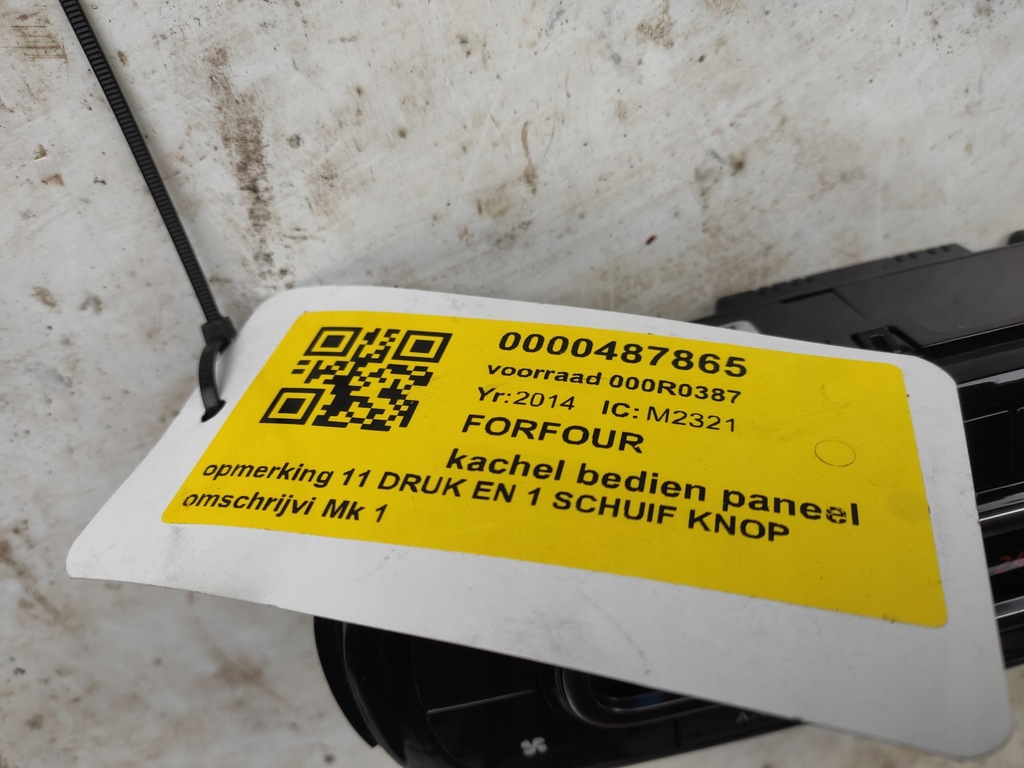 0000487865
voorraad 000R0387
Yr:2014 IC: M2321
FORFOUR
kachel bedien paneel
opmerking 11 DRUK EN 1 SCHUIF KNOP
omschrijvi Mk 1